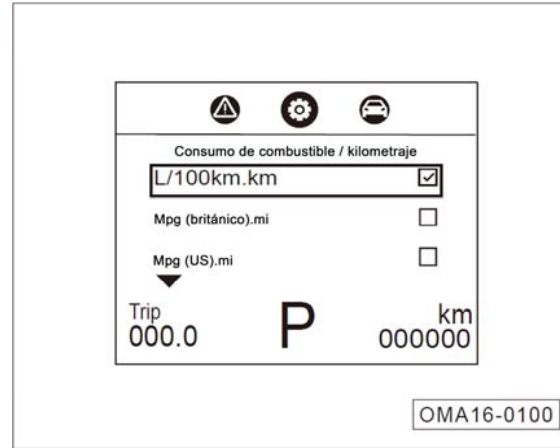 Consumo de combustible / kilometraje
L/100km.km
Mpg (británico).mi
Mpg (US).mi
Trip
000.0
P
km
000000
OMA16-0100